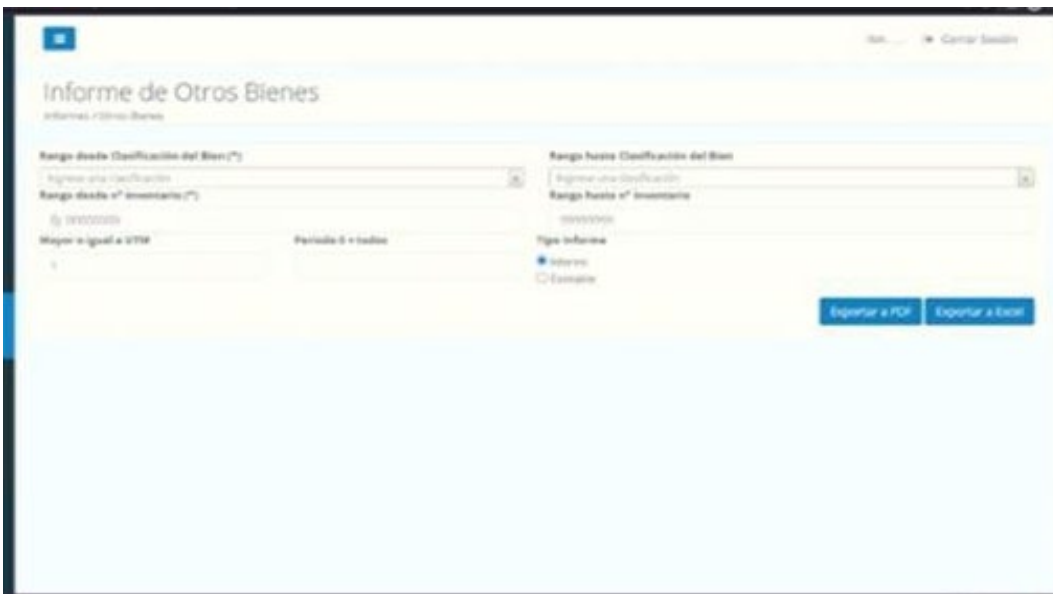 Cerrar Sesión
Informe de Otros Bienes
Informes / Otros Bienes
Rango desde Clasificación del Bien (*)
Rango hasta Clasificación del Bien
Ingrese una clasificación
Ingrese una clasificación
Rango desde nº inventario (*)
Rango hasta nº inventario
Mayor o igual a UTM
Periodo 0 = todos
Tipo Informe
Interno
Exportar a PDF
Exportar a Excel